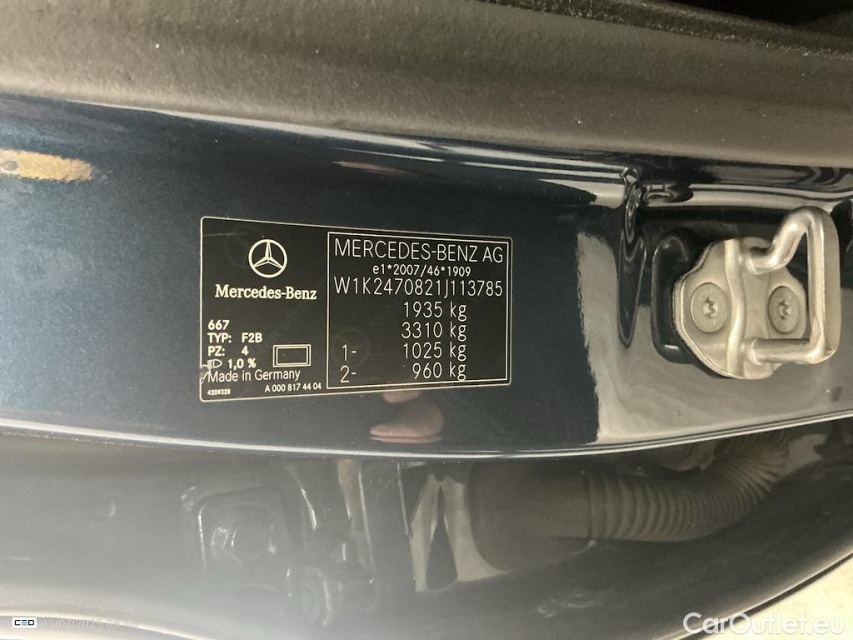 Mercedes-Benz
667
TYP: F2B
PZ: 4
1,0 %
Made in Germany
4209328 A 000 817 44 04
MERCEDES-BENZ AG
e1*2007/46*1909
W1K2470821J113785
1935 kg
3310 kg
1- 1025 kg
2- 960 kg
CarOutlet.eu